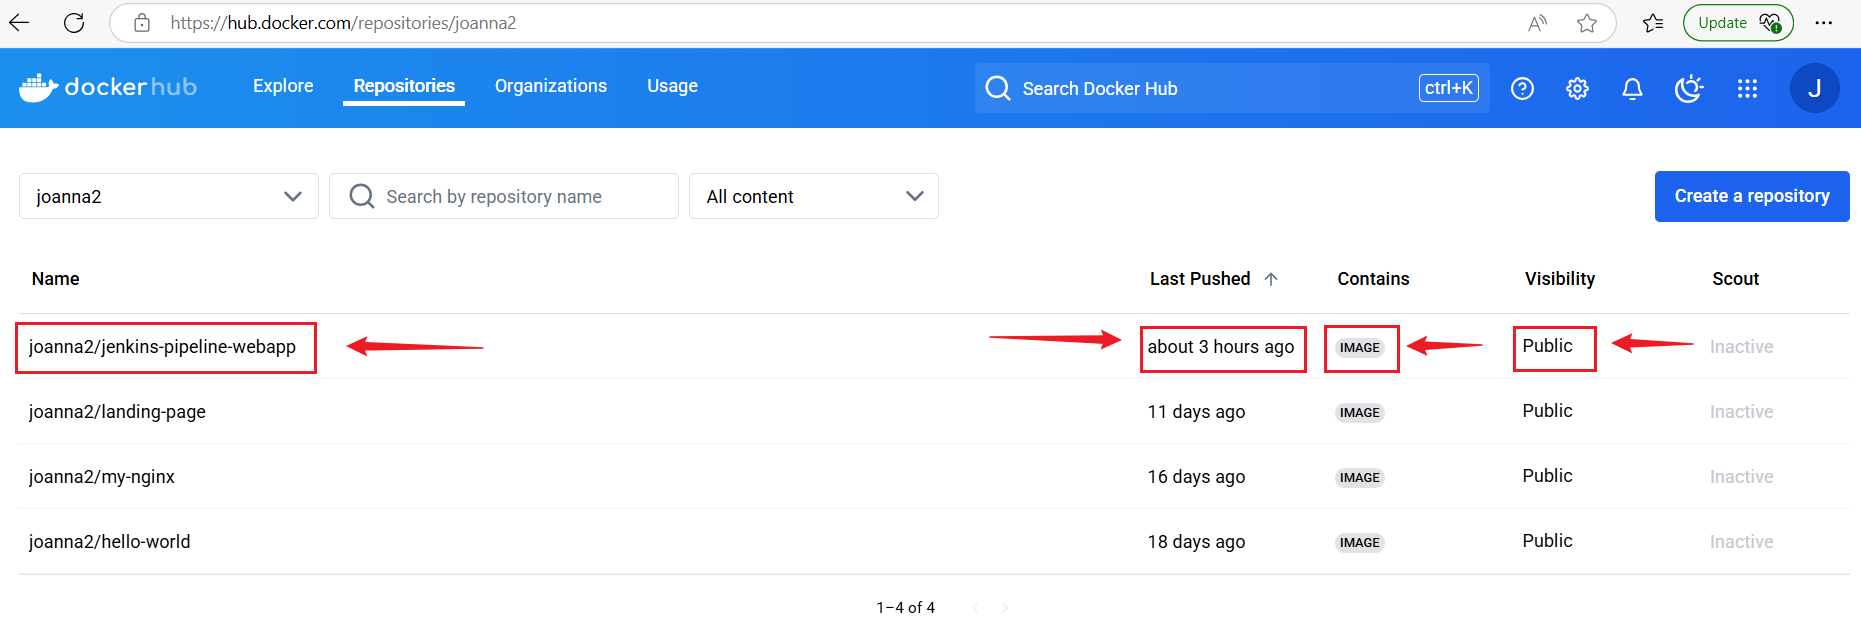 https://hub.docker.com/repositories/joanna2 A Update
dockerhub Explore Repositories Organizations Usage Search Docker Hub ctrl+K ? J
joanna2 Search by repository name All content Create a repository
Name Last Pushed Contains Visibility Scout
joanna2/jenkins-pipeline-webapp about 3 hours ago IMAGE Public Inactive
joanna2/landing-page 11 days ago IMAGE Public Inactive
joanna2/my-nginx 16 days ago IMAGE Public Inactive
joanna2/hello-world 18 days ago IMAGE Public Inactive
1–4 of 4